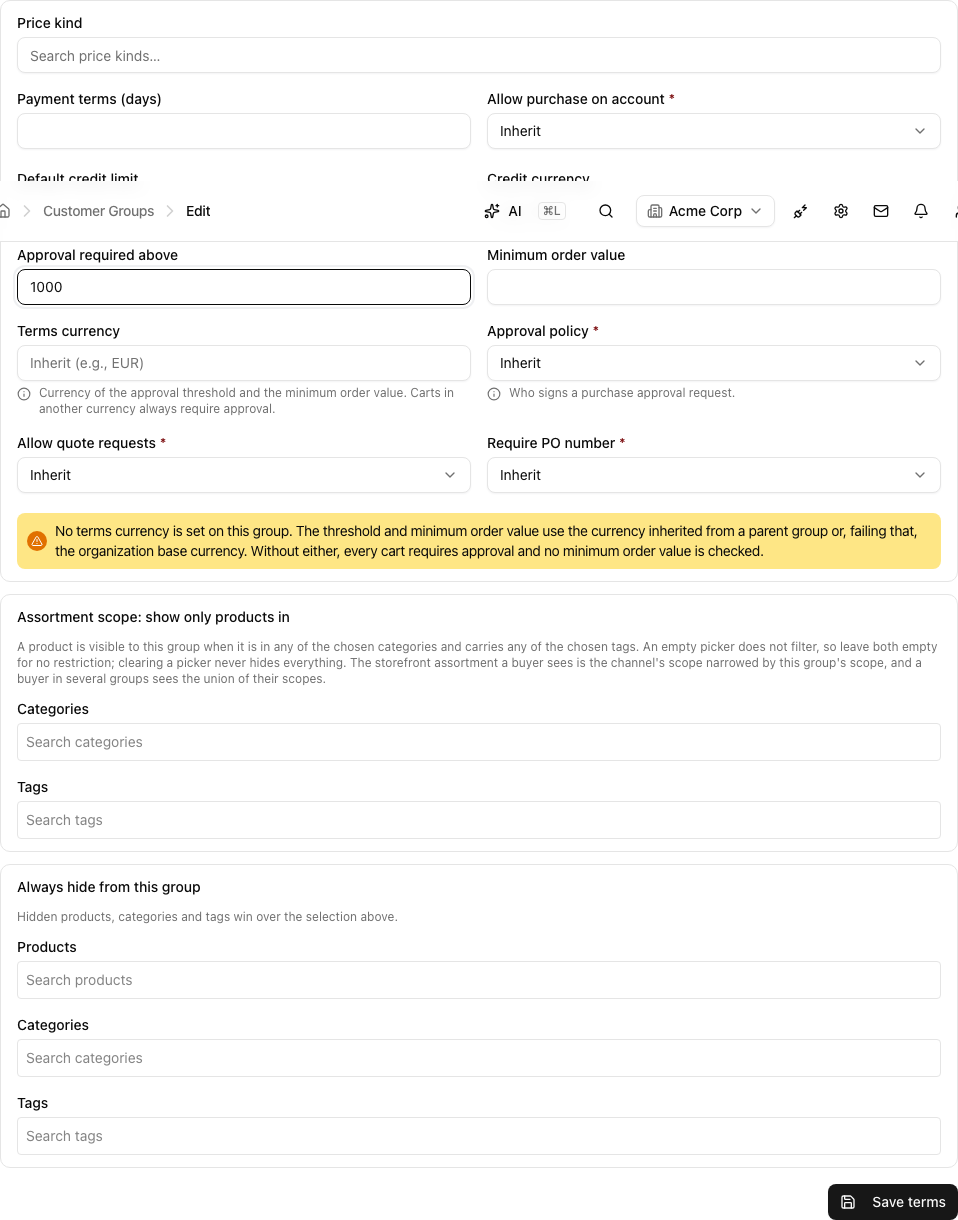 Price kind
Search price kinds...
Payment terms (days)
Allow purchase on account *
Inherit
Default credit limit
Credit currency
Customer Groups
Edit
AI
⌘L
Acme Corp
Approval required above
Minimum order value
1000
Terms currency
Approval policy *
Inherit (e.g., EUR)
Inherit
Currency of the approval threshold and the minimum order value. Carts in
another currency always require approval.
Who signs a purchase approval request.
Allow quote requests *
Require PO number *
Inherit
Inherit
No terms currency is set on this group. The threshold and minimum order value use the currency inherited from a parent group or, failing that,
the organization base currency. Without either, every cart requires approval and no minimum order value is checked.
Assortment scope: show only products in
A product is visible to this group when it is in any of the chosen categories and carries any of the chosen tags. An empty picker does not filter, so leave both empty
for no restriction; clearing a picker never hides everything. The storefront assortment a buyer sees is the channel's scope narrowed by this group's scope, and a
buyer in several groups sees the union of their scopes.
Categories
Search categories
Tags
Search tags
Always hide from this group
Hidden products, categories and tags win over the selection above.
Products
Search products
Categories
Search categories
Tags
Search tags
Save terms